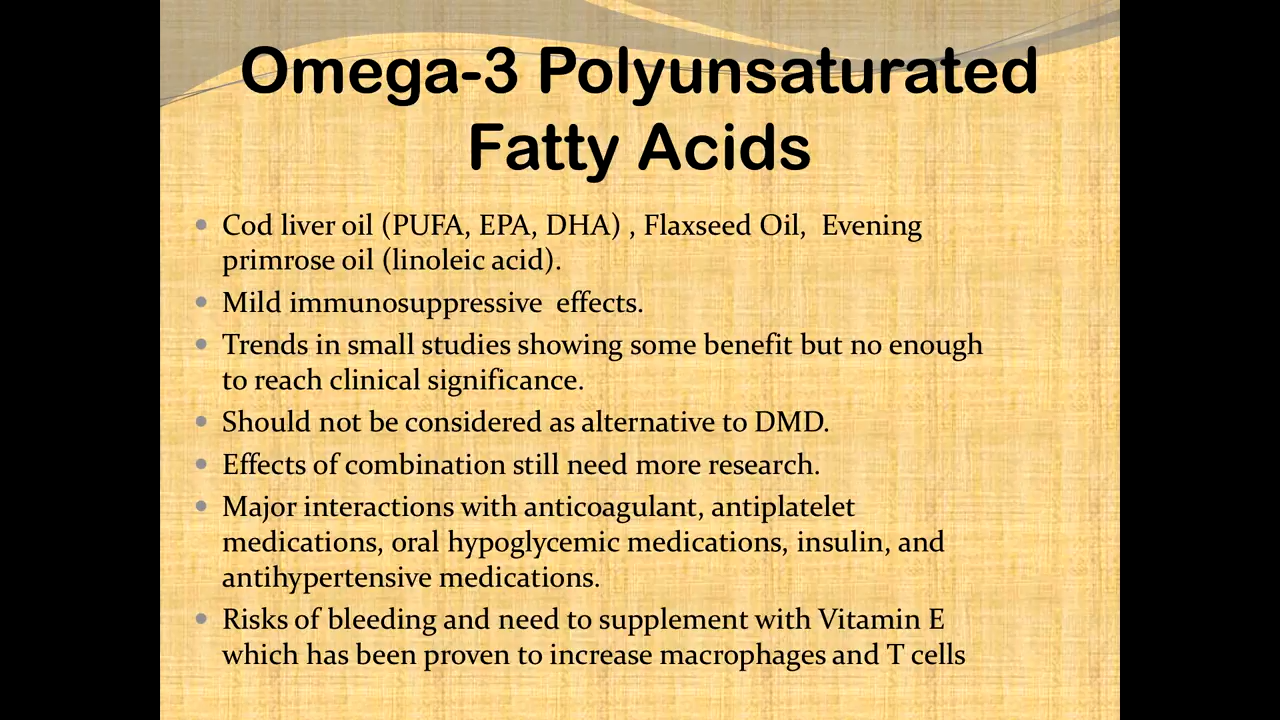 Omega-3 Polyunsaturated
Fatty Acids
• Cod liver oil (PUFA, EPA, DHA) , Flaxseed Oil,  Evening
primrose oil (linoleic acid).
• Mild immunosuppressive  effects.
• Trends in small studies showing some benefit but no enough
to reach clinical significance.
• Should not be considered as alternative to DMD.
• Effects of combination still need more research.
• Major interactions with anticoagulant, antiplatelet
medications, oral hypoglycemic medications, insulin, and
antihypertensive medications.
• Risks of bleeding and need to supplement with Vitamin E
which has been proven to increase macrophages and T cells